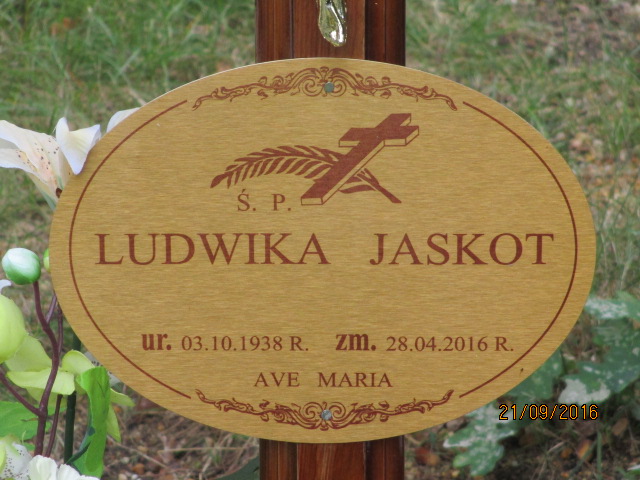 Ś. P.
LUDWIKA JASKOT
ur. 03.10.1938 R. zm. 28.04.2016 R.
AVE MARIA
21/09/2016